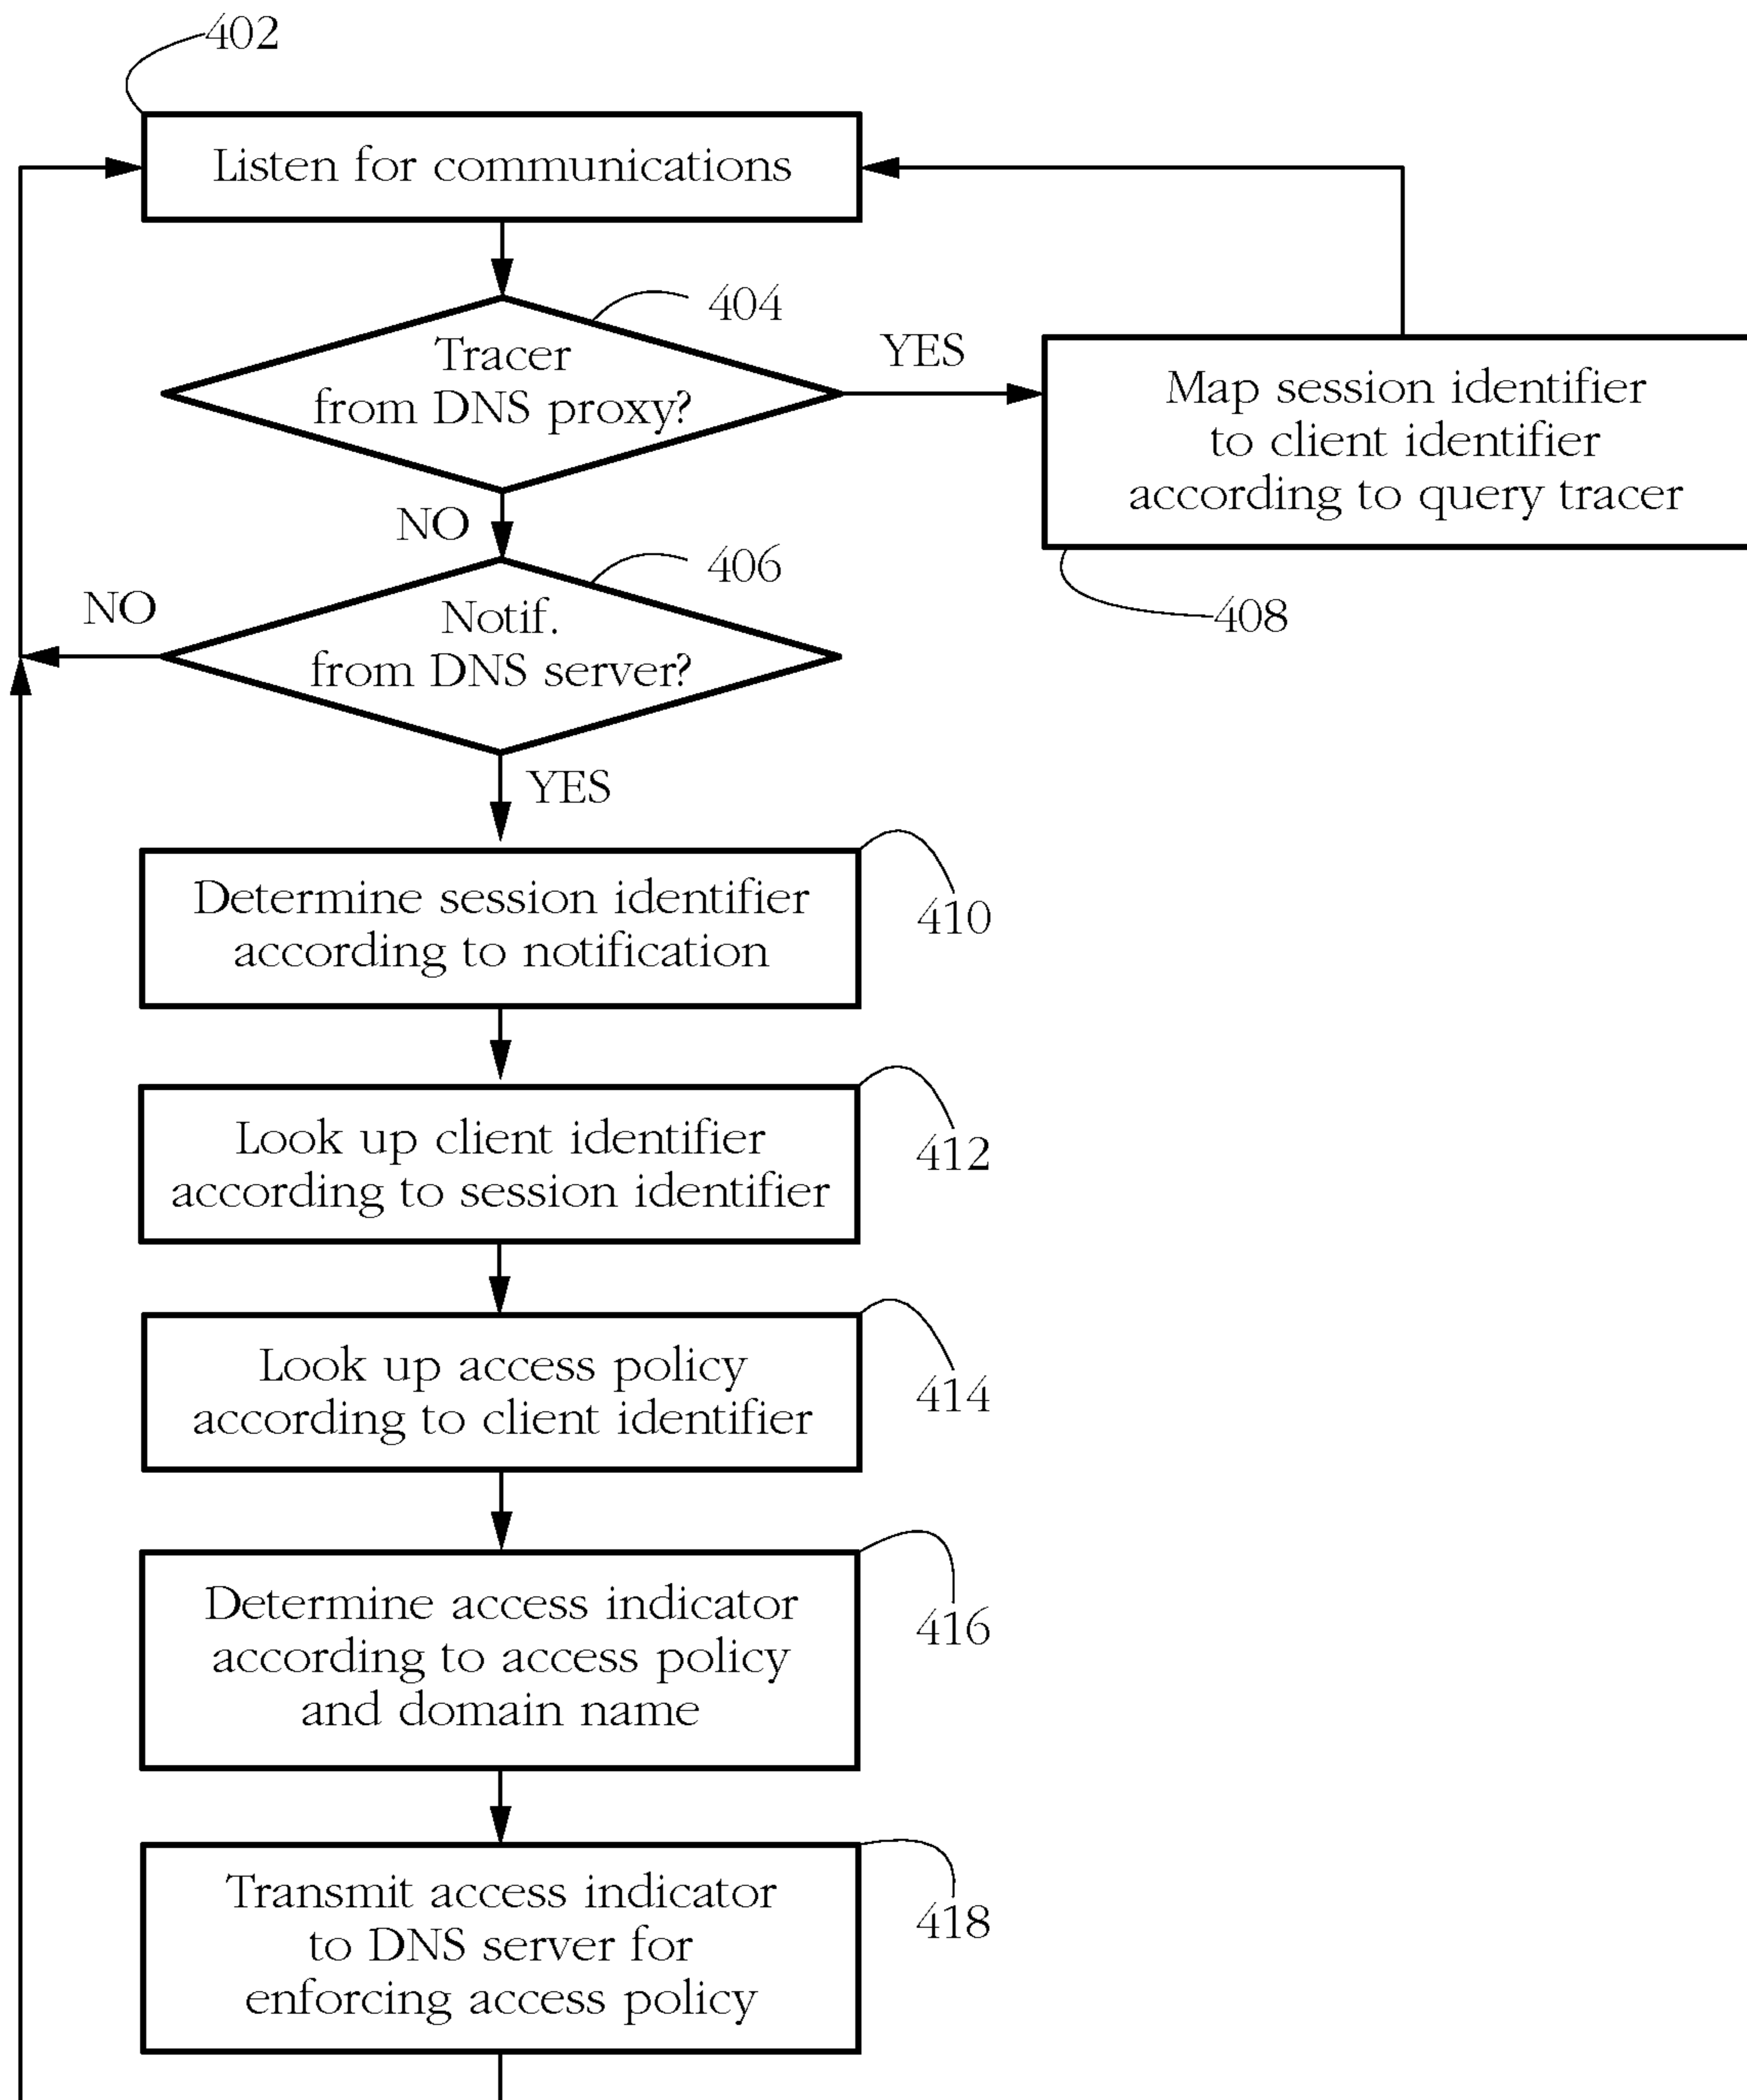 402
Listen for communications
404
Tracer
from DNS proxy?
YES
Map session identifier
to client identifier
according to query tracer
NO
406
408
NO
Notif.
from DNS server?
YES
Determine session identifier
according to notification
410
Look up client identifier
according to session identifier
412
Look up access policy
according to client identifier
414
Determine access indicator
according to access policy
and domain name
416
Transmit access indicator
to DNS server for
enforcing access policy
418